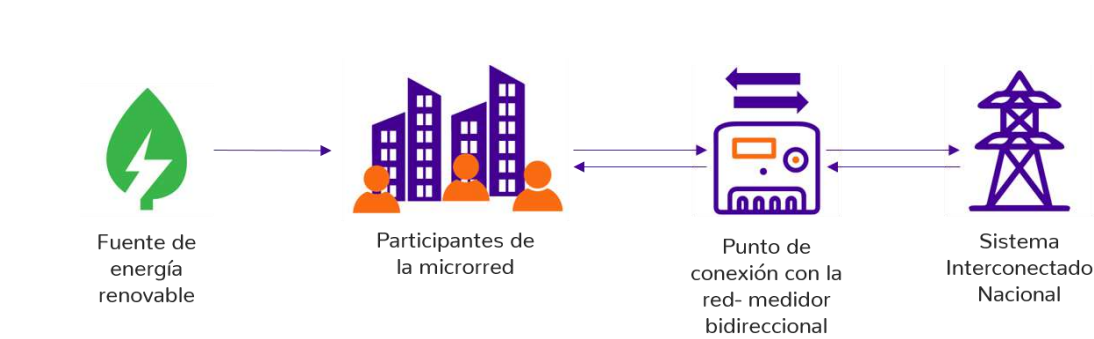 Fuente de
energía
renovable
Participantes de
la microrred
Punto de
conexión con la
red- medidor
bidireccional
Sistema
Interconectado
Nacional